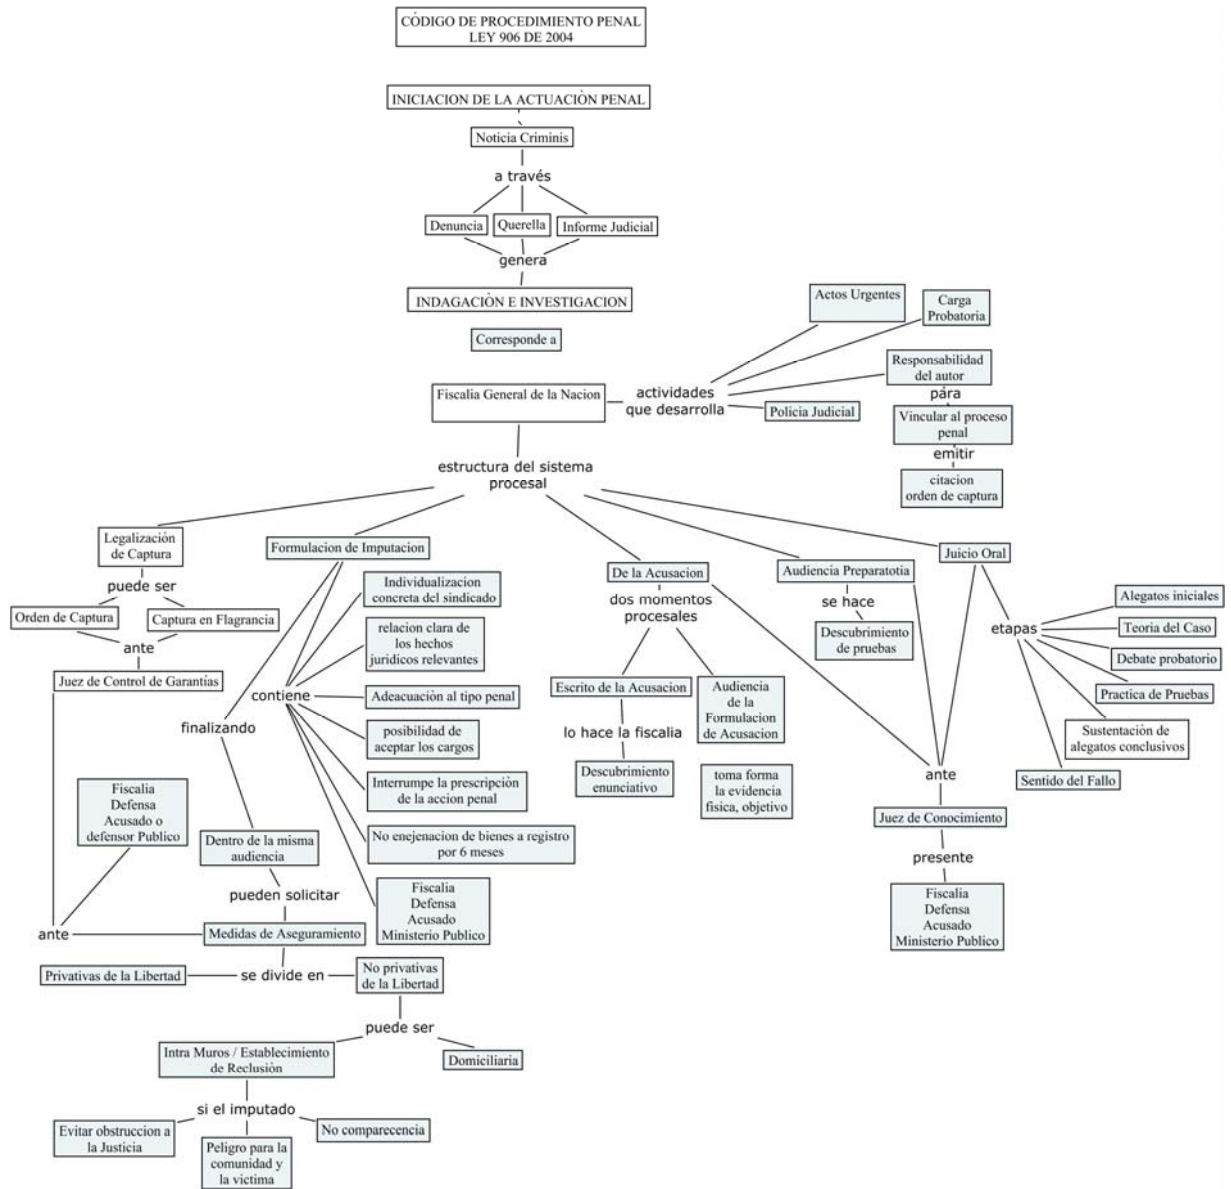 CÓDIGO DE PROCEDIMIENTO PENAL
LEY 906 DE 2004
INICIACION DE LA ACTUACIÒN PENAL
Noticia Criminis
a través
Denuncia
Querella
Informe Judicial
genera
INDAGACIÒN E INVESTIGACION
Corresponde a
Fiscalia General de la Nacion
actividades
que desarrolla
Actos Urgentes
Carga
Probatoria
Responsabilidad
del autor
pára
Policia Judicial
Vincular al proceso
penal
emitir
citacion
orden de captura
estructura del sistema
procesal
Legalización
de Captura
puede ser
Orden de Captura
Captura en Flagrancia
ante
Juez de Control de Garantías
Formulacion de Imputacion
Individualizacion
concreta del sindicado
relacion clara de
los hechos
juridicos relevantes
contiene
Adeacuaciòn al tipo penal
finalizando
posibilidad de
aceptar los cargos
Interrumpe la prescripciòn
de la accion penal
No enejenacion de bienes a registro
por 6 meses
Fiscalia
Defensa
Acusado
Ministerio Publico
De la Acusacion
dos momentos
procesales
Escrito de la Acusacion
Audiencia
de la
Formulacion
de Acusacion
lo hace la fiscalia
Descubrimiento
enunciativo
toma forma
la evidencia
fisica, objetivo
Audiencia Preparatotia
se hace
Descubrimiento
de pruebas
Juicio Oral
etapas
Alegatos iniciales
Teoria del Caso
Debate probatorio
Practica de Pruebas
Sustentaciòn de
alegatos conclusivos
Sentido del Fallo
ante
Juez de Conocimiento
presente
Fiscalia
Defensa
Acusado
Ministerio Publico
Fiscalia
Defensa
Acusado o
defensor Publico
Dentro de la misma
audiencia
pueden solicitar
ante
Medidas de Aseguramiento
Privativas de la Libertad
se divide en
No privativas
de la Libertad
puede ser
Intra Muros / Establecimiento
de Reclusiòn
Domiciliaria
si el imputado
Evitar obstruccion a
la Justicia
Peligro para la
comunidad y
la victima
No comparecencia